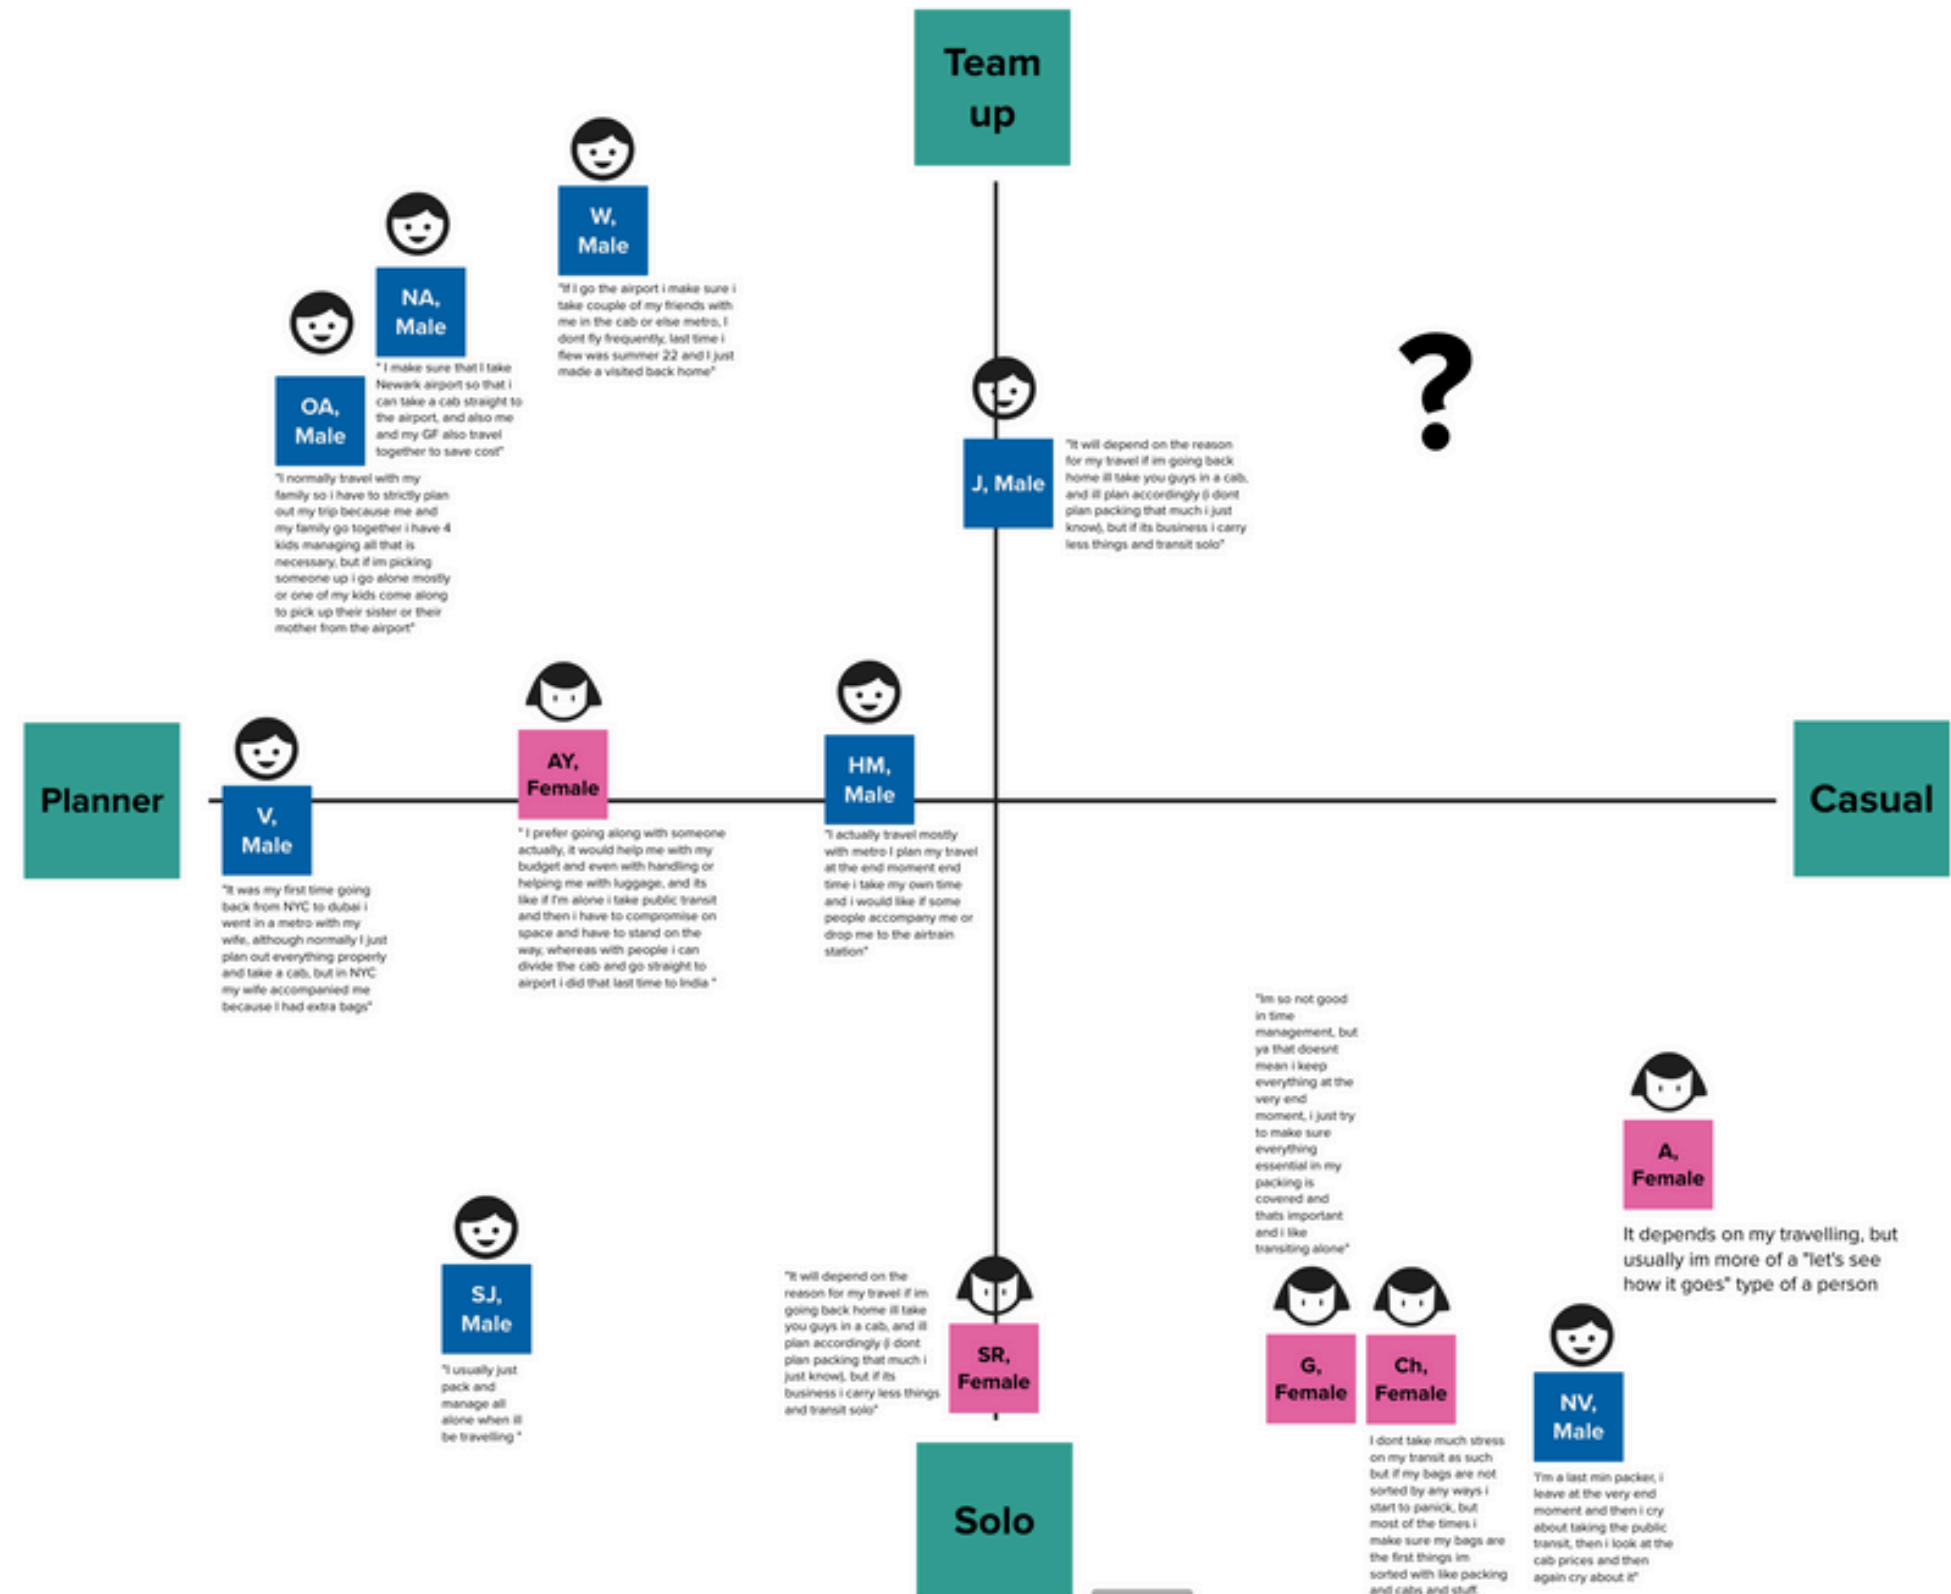 Team
up
W,
Male
"If I go the airport i make sure i
take couple of my friends with
me in the cab or else metro, I
dont fly frequently, last time i
flew was summer 22 and I just
made a visited back home"
NA,
Male
" I make sure that I take
Newark airport so that i
can take a cab straight to
the airport, and also me
and my GF also travel
together to save cost"
OA,
Male
"I normally travel with my
family so i have to strictly plan
out my trip because me and
my family go together i have 4
kids managing all that is
necessary, but if im picking
someone up i go alone mostly
or one of my kids come along
to pick up their sister or their
mother from the airport"
J, Male
"It will depend on the reason
for my travel if im going back
home ill take you guys in a cab,
and ill plan accordingly (i dont
plan packing that much i just
know), but if its business i carry
less things and transit solo"
?
Planner
V,
Male
"It was my first time going
back from NYC to dubai i
went in a metro with my
wife, although normally I just
plan out everything properly
and take a cab, but in NYC
my wife accompanied me
because I had extra bags"
AY,
Female
" I prefer going along with someone
actually, it would help me with my
budget and even with handling or
helping me with luggage, and its
like if I'm alone i take public transit
and then i have to compromise on
space and have to stand on the
way, whereas with people i can
divide the cab and go straight to
airport i did that last time to India "
HM,
Male
"I actually travel mostly
with metro I plan my travel
at the end moment end
time i take my own time
and i would like if some
people accompany me or
drop me to the airtrain
station"
Casual
"Im so not good
in time
management, but
ya that doesnt
mean i keep
everything at the
very end
moment, i just try
to make sure
everything
essential in my
packing is
covered and
thats important
and i like
transiting alone"
A,
Female
It depends on my travelling, but
usually im more of a "let's see
how it goes" type of a person
SJ,
Male
"I usually just
pack and
manage all
alone when ill
be travelling "
"It will depend on the
reason for my travel if im
going back home ill take
you guys in a cab, and ill
plan accordingly (i dont
plan packing that much i
just know), but if its
business i carry less things
and transit solo"
SR,
Female
G,
Female
Ch,
Female
I dont take much stress
on my transit as such
but if my bags are not
sorted by any ways i
start to panick, but
most of the times i
make sure my bags are
the first things im
sorted with like packing
and cabs and stuff.
NV,
Male
"I'm a last min packer, i
leave at the very end
moment and then i cry
about taking the public
transit, then i look at the
cab prices and then
again cry about it"
Solo